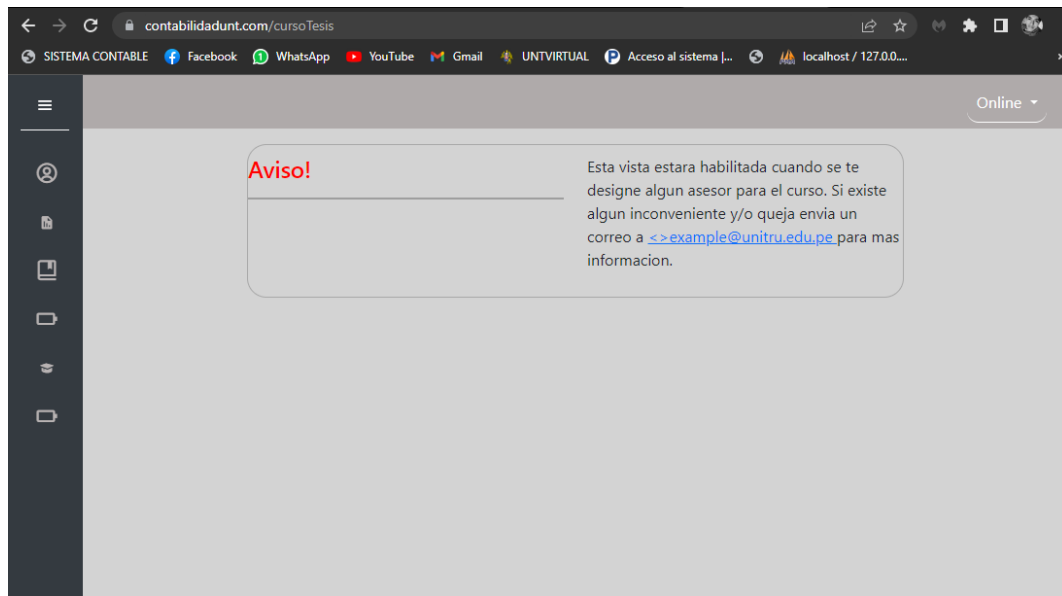 contabilidadunt.com/cursoTesis
SISTEMA CONTABLE Facebook WhatsApp YouTube Gmail UNTVIRTUAL Acceso al sistema |... localhost / 127.0.0....
Online
Aviso!
Esta vista estara habilitada cuando se te
designe algun asesor para el curso. Si existe
algun inconveniente y/o queja envia un
correo a <>example@unitru.edu.pe para mas
informacion.